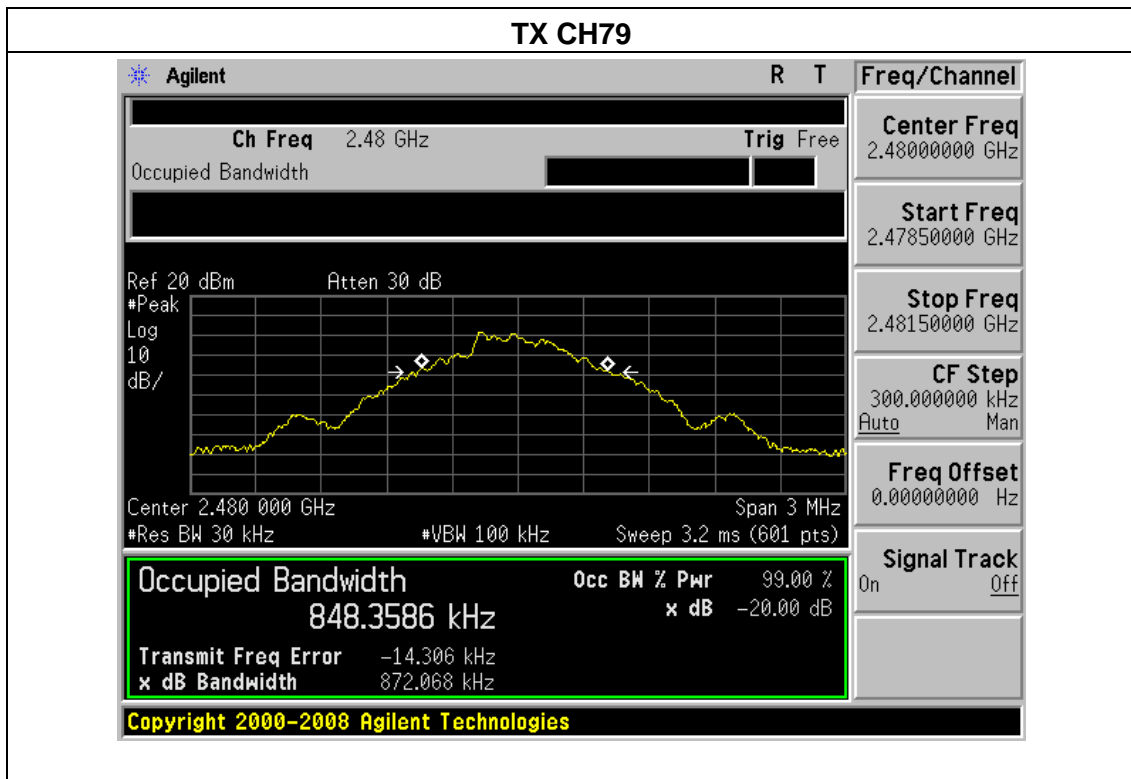 TX CH79
Agilent R T Freq/Channel
Ch Freq 2.48 GHz Trig Free
Occupied Bandwidth
Center Freq
2.48000000 GHz
Start Freq
2.47850000 GHz
Stop Freq
2.48150000 GHz
CF Step
300.000000 kHz
Auto Man
Freq Offset
0.00000000 Hz
Signal Track
On Off
Ref 20 dBm Atten 30 dB
#Peak
Log
10
dB/
Center 2.480 000 GHz Span 3 MHz
#Res BW 30 kHz #VBW 100 kHz Sweep 3.2 ms (601 pts)
Occupied Bandwidth Occ BW % Pwr 99.00 %
848.3586 kHz x dB -20.00 dB
Transmit Freq Error -14.306 kHz
x dB Bandwidth 872.068 kHz
Copyright 2000-2008 Agilent Technologies